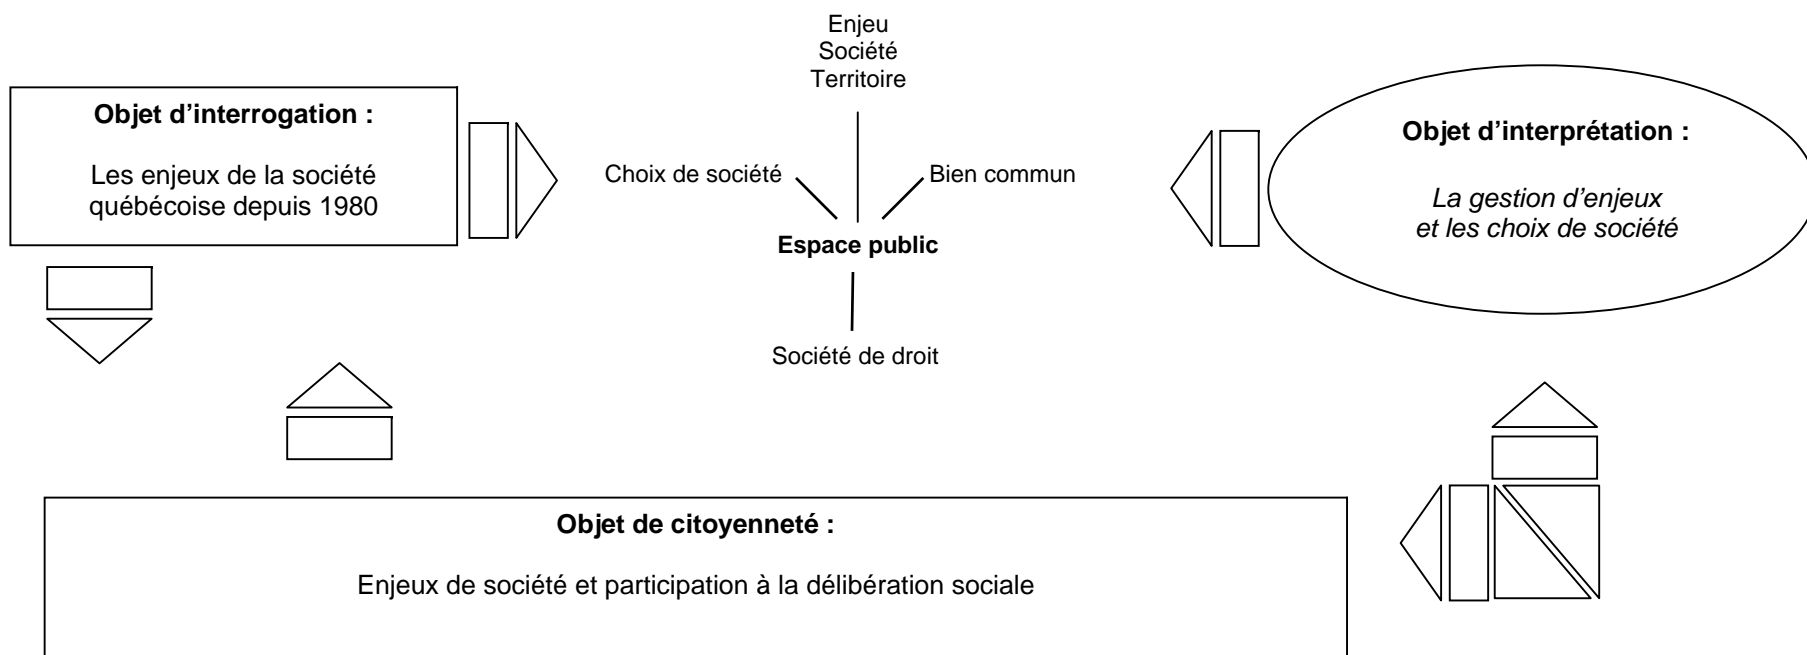 Enjeu
Société
Territoire
Objet d’interrogation :
Les enjeux de la société
québécoise depuis 1980
Choix de société
Bien commun
Espace public
Société de droit
Objet d’interprétation :
La gestion d’enjeux
et les choix de société
Objet de citoyenneté :
Enjeux de société et participation à la délibération sociale